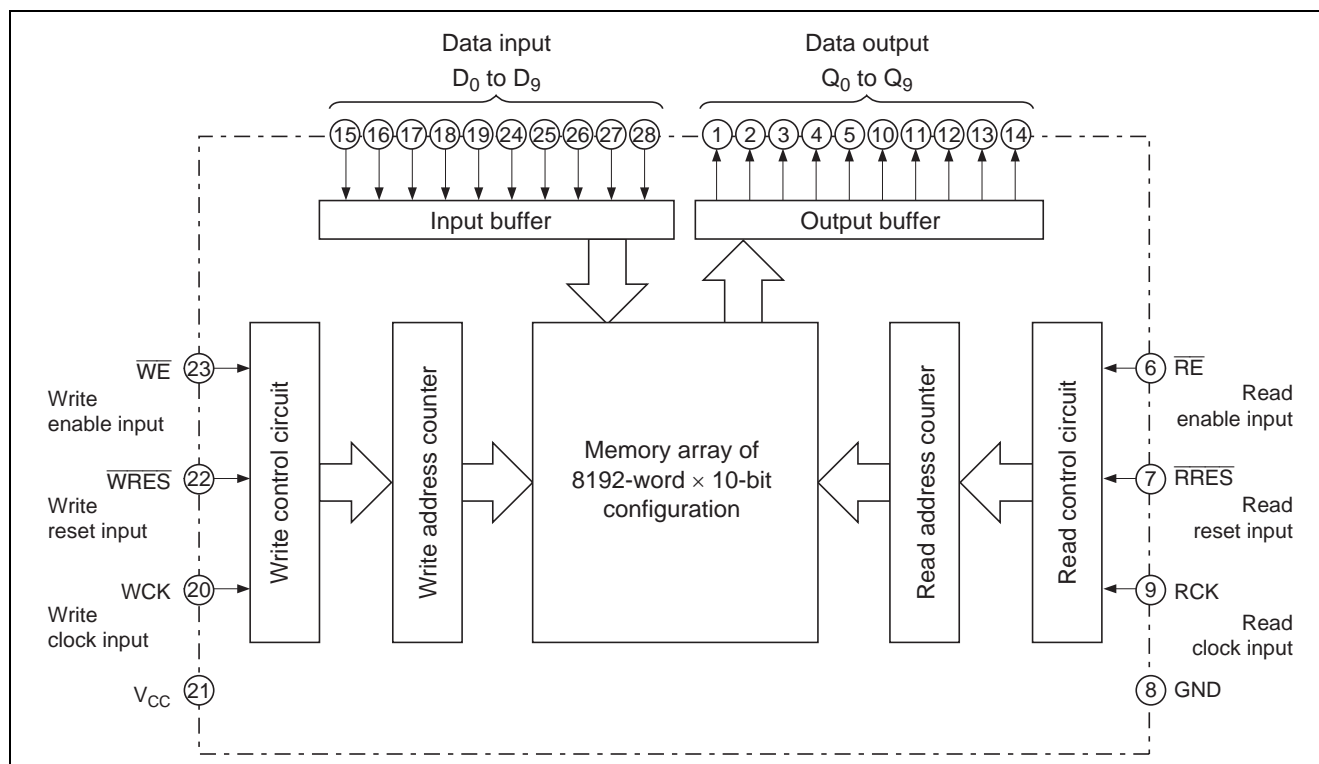 Data input
D0 to D9
Data output
Q0 to Q9
15 16 17 18 19 24 25 26 27 28
1 2 3 4 5 10 11 12 13 14
Input buffer
Output buffer
WE 23
Write
enable input
WRES 22
Write
reset input
WCK 20
Write
clock input
VCC 21
Write control circuit
Write address counter
Memory array of
8192-word × 10-bit
configuration
Read address counter
Read control circuit
6 RE
Read
enable input
7 RRES
Read
reset input
9 RCK
Read
clock input
8 GND